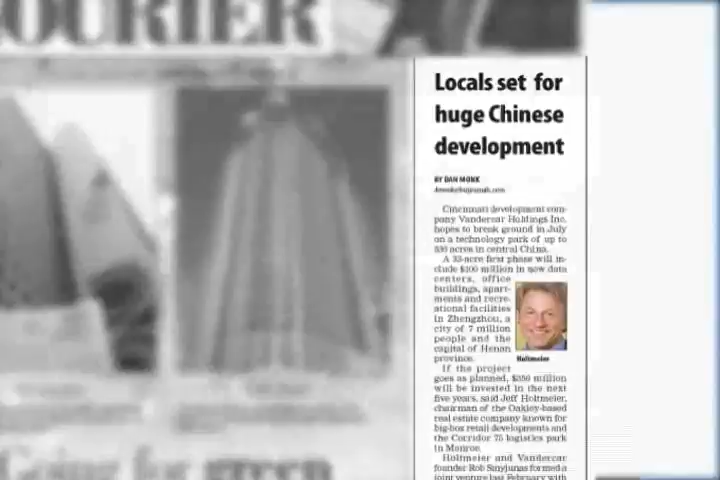 COURIER
Locals set for
huge Chinese
development
BY DAN MONK
Cincinnati development com-
pany Vandercar Holdings Inc.
hopes to break ground in July
on a technology park of up to
acres in central China.
A 33-acre first phase will in-
clude $100 million in new data
centers, office
buildings, apart-
ments and recre-
ational facilities
in Zhengzhou, a
city of 7 million
people and the
capital of Henan
province.
Holtmeier
If the project
goes as planned, $350 million
will be invested in the next
five years, said Jeff Holtmeier,
chairman of the Oakley-based
real estate company known for
big-box retail developments and
the Corridor 75 logistics park
in Monroe.
Holtmeier and Vandercar
founder Rob Smyjunas formed a
joint venture last February with
Going for green